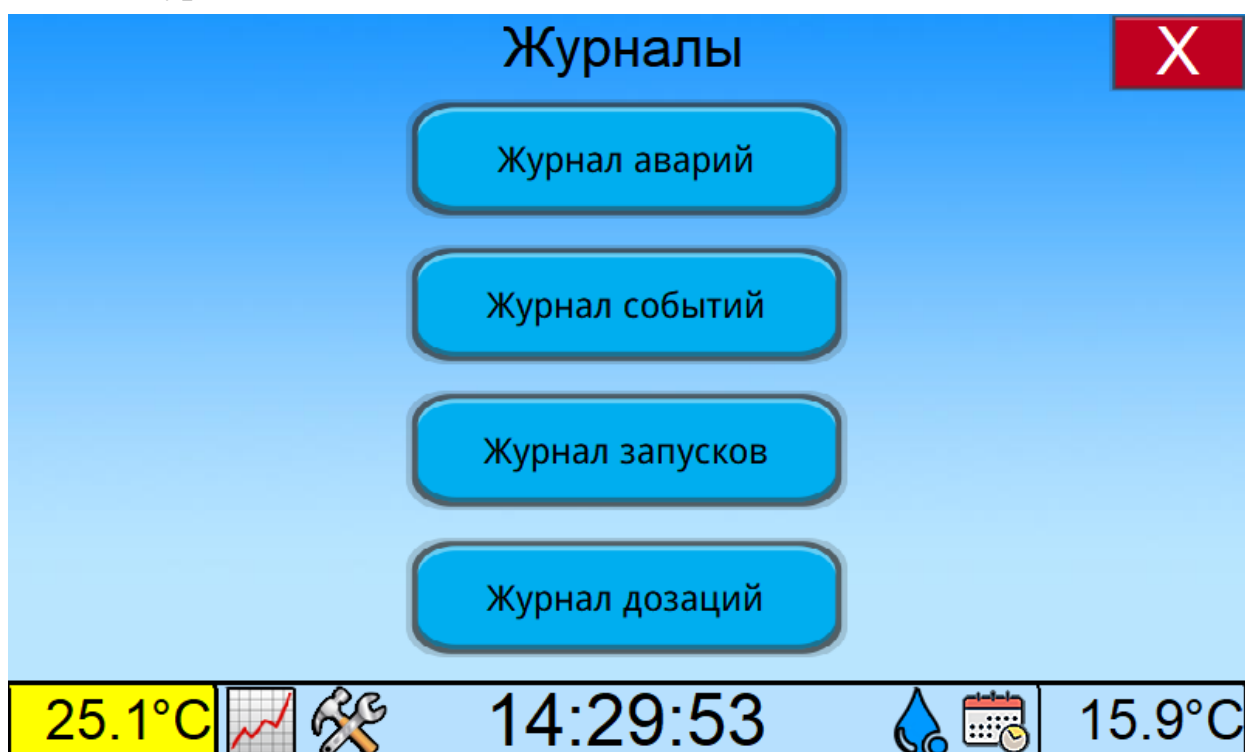 Журналы
X
Журнал аварий
Журнал событий
Журнал запусков
Журнал дозаций
25.1°C 14:29:53 15.9°C